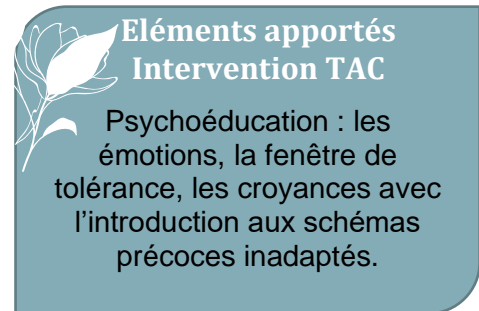 Eléments apportés
Intervention TAC
Psychoéducation : les
émotions, la fenêtre de
tolérance, les croyances avec
l’introduction aux schémas
précoces inadaptés.